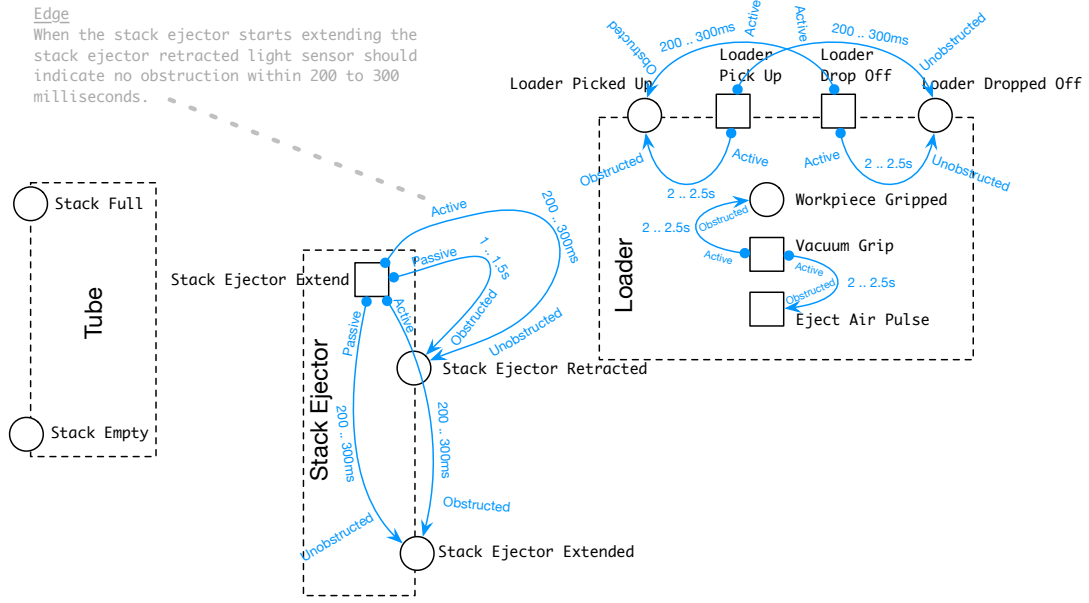 Edge
When the stack ejector starts extending the
stack ejector retracted light sensor should
indicate no obstruction within 200 to 300
milliseconds.
Stack Full
Tube
Stack Empty
Active
200 .. 300ms
Passive
1 .. 1.5s
Stack Ejector Extend
Obstructed
Unobstructed
Passive
Active
Stack Ejector
Stack Ejector Retracted
200 .. 300ms
200 .. 300ms
Obstructed
Unobstructed
Stack Ejector Extended
Obstructed
200 .. 300ms
Active
Active
200 .. 300ms
Unobstructed
Loader Picked Up
Loader
Pick Up
Loader
Drop Off
Loader Dropped Off
Obstructed
Active
2 .. 2.5s
Active
2 .. 2.5s
Unobstructed
Loader
Workpiece Gripped
Obstructed
2 .. 2.5s
Active
Vacuum Grip
Active
Obstructed
2 .. 2.5s
Eject Air Pulse